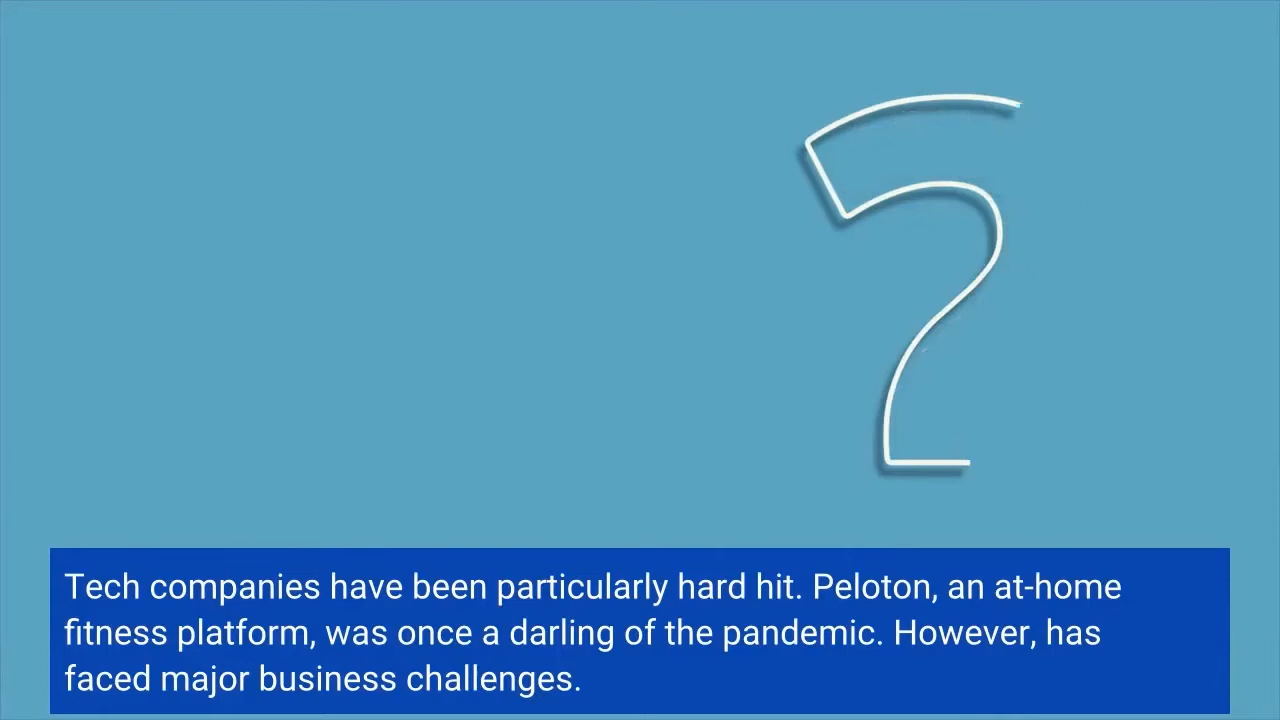 Tech companies have been particularly hard hit. Peloton, an at-home
fitness platform, was once a darling of the pandemic. However, has
faced major business challenges.